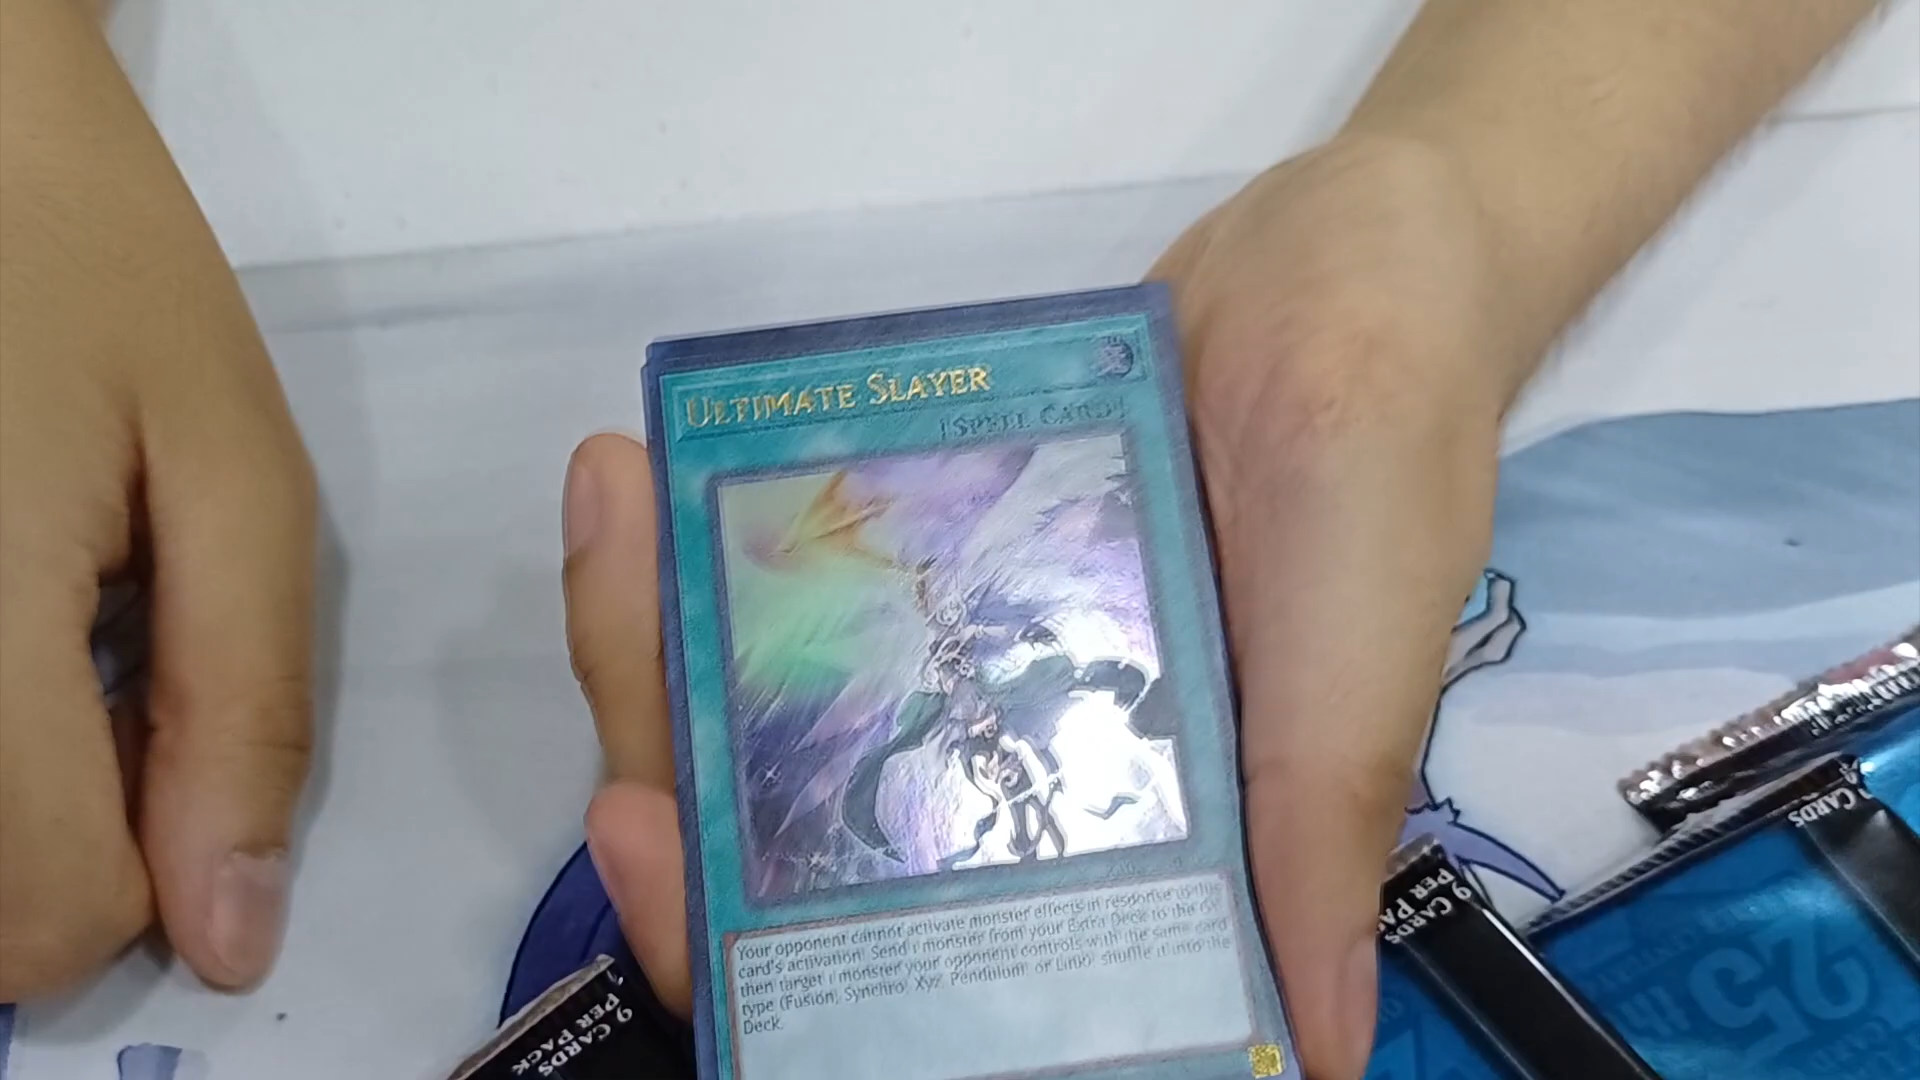 ULTIMATE SLAYER
[SPELL CARD]
Your opponent cannot activate monster effects in response to this
card's activation. Send 1 monster from your Extra Deck to the GY,
then target 1 monster your opponent controls with the same card
type (Fusion, Synchro, Xyz, Pendulum, or Link); shuffle it into the
Deck.
9 CARDS
PER PACK
9 CARDS
PER PACK
9 CARDS
25th